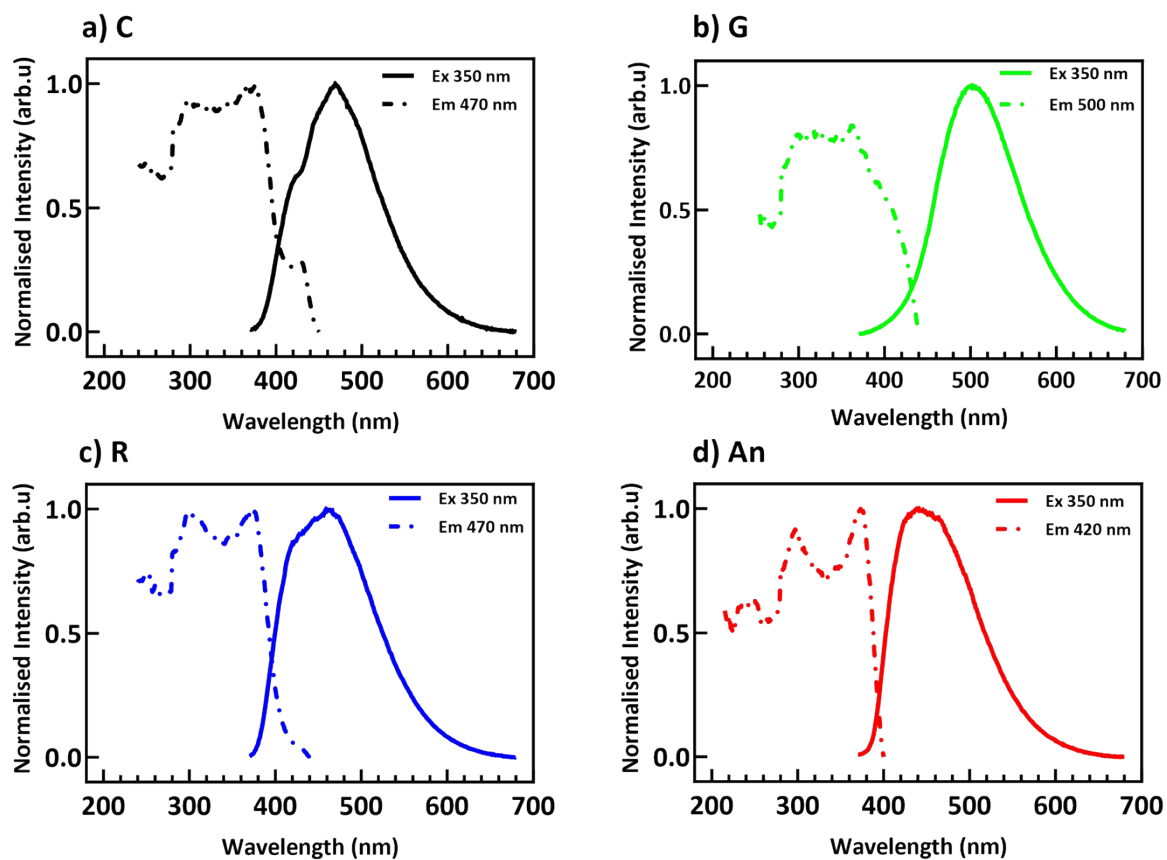 a) C
Normalised Intensity (arb.u)
1.0
0.5
0.0
Ex 350 nm
Em 470 nm
200 300 400 500 600 700
Wavelength (nm)
b) G
Normalised Intensity (arb.u)
1.0
0.5
0.0
Ex 350 nm
Em 500 nm
200 300 400 500 600 700
Wavelength (nm)
c) R
Normalised Intensity (arb.u)
1.0
0.5
0.0
Ex 350 nm
Em 470 nm
200 300 400 500 600 700
Wavelength (nm)
d) An
Normalised Intensity (arb.u)
1.0
0.5
0.0
Ex 350 nm
Em 420 nm
200 300 400 500 600 700
Wavelength (nm)